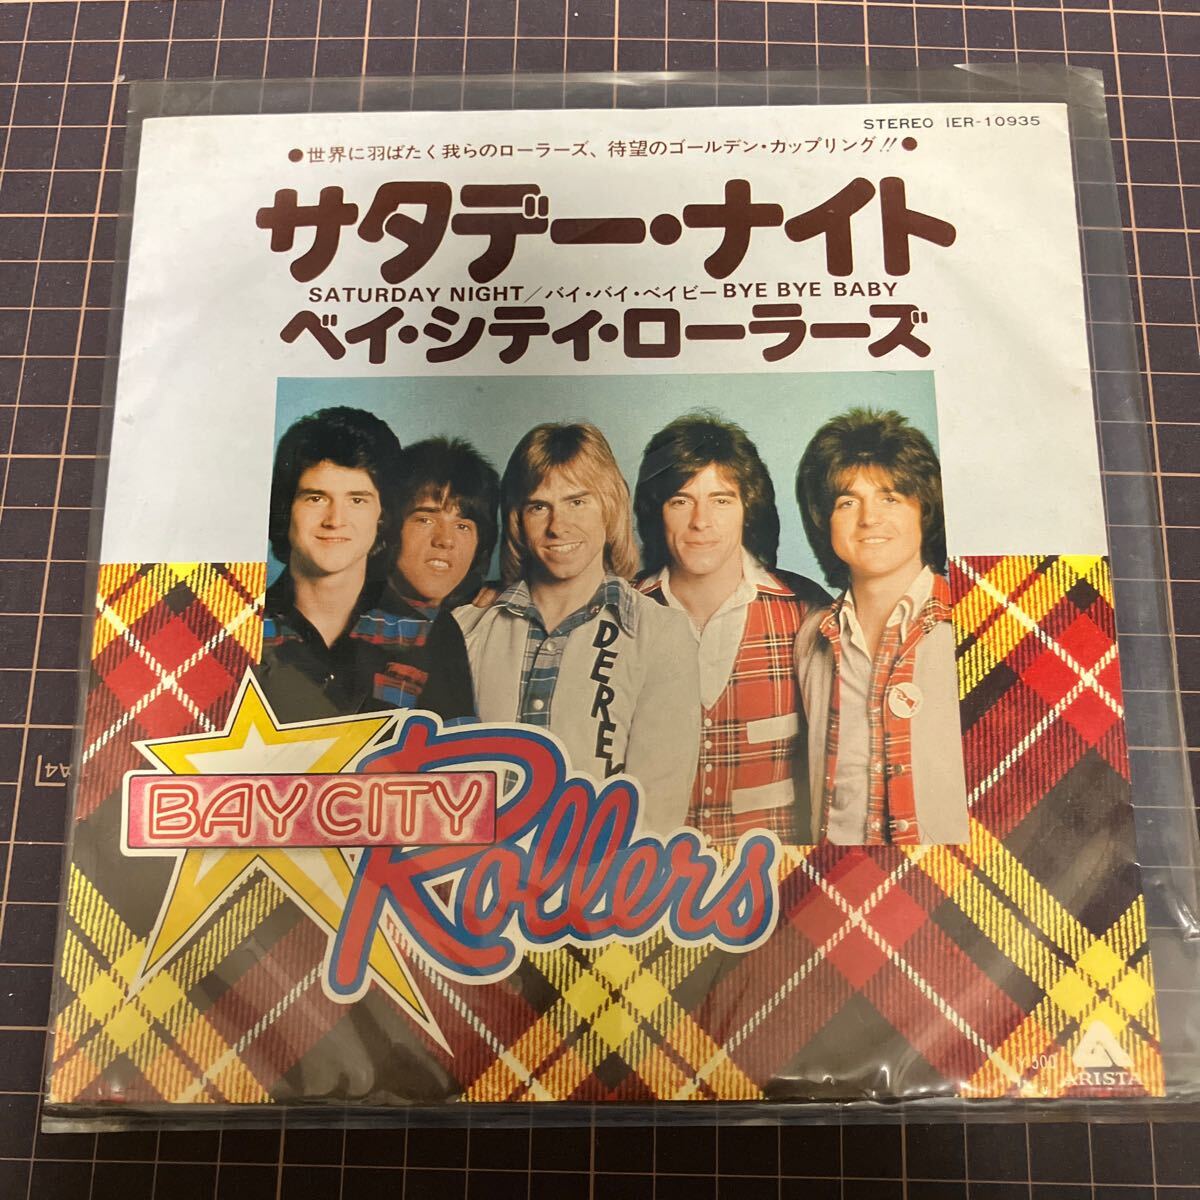 STEREO IER-10935
●世界に羽ばたく我らのローラーズ、待望のゴールデン・カップリング!!●
サタデー・ナイト
SATURDAY NIGHT／バイ・バイ・ベイビー BYE BYE BABY
ベイ・シティ・ローラーズ
DEREK
BAY CITY
Rollers
A4
¥500
ARISTA